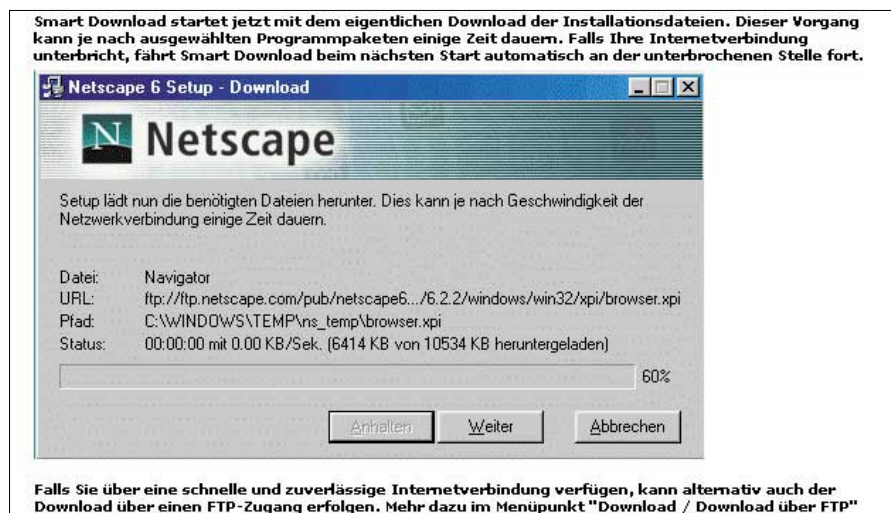 Smart Download startet jetzt mit dem eigentlichen Download der Installationsdateien. Dieser Vorgang
kann je nach ausgewählten Programmpaketen einige Zeit dauern. Falls Ihre Internetverbindung
unterbricht, fährt Smart Download beim nächsten Start automatisch an der unterbrochenen Stelle fort.
Netscape 6 Setup - Download
N Netscape
Setup lädt nun die benötigten Dateien herunter. Dies kann je nach Geschwindigkeit der
Netzwerkverbindung einige Zeit dauern.
Datei: Navigator
URL: ftp://ftp.netscape.com/pub/netscape6.../6.2.2/windows/win32/xpi/browser.xpi
Pfad: C:\WINDOWS\TEMP\ns_temp\browser.xpi
Status: 00:00:00 mit 0.00 KB/Sek. (6414 KB von 10534 KB heruntergeladen)
60%
Anhalten Weiter Abbrechen
Falls Sie über eine schnelle und zuverlässige Internetverbindung verfügen, kann alternativ auch der
Download über einen FTP-Zugang erfolgen. Mehr dazu im Menüpunkt "Download / Download über FTP"